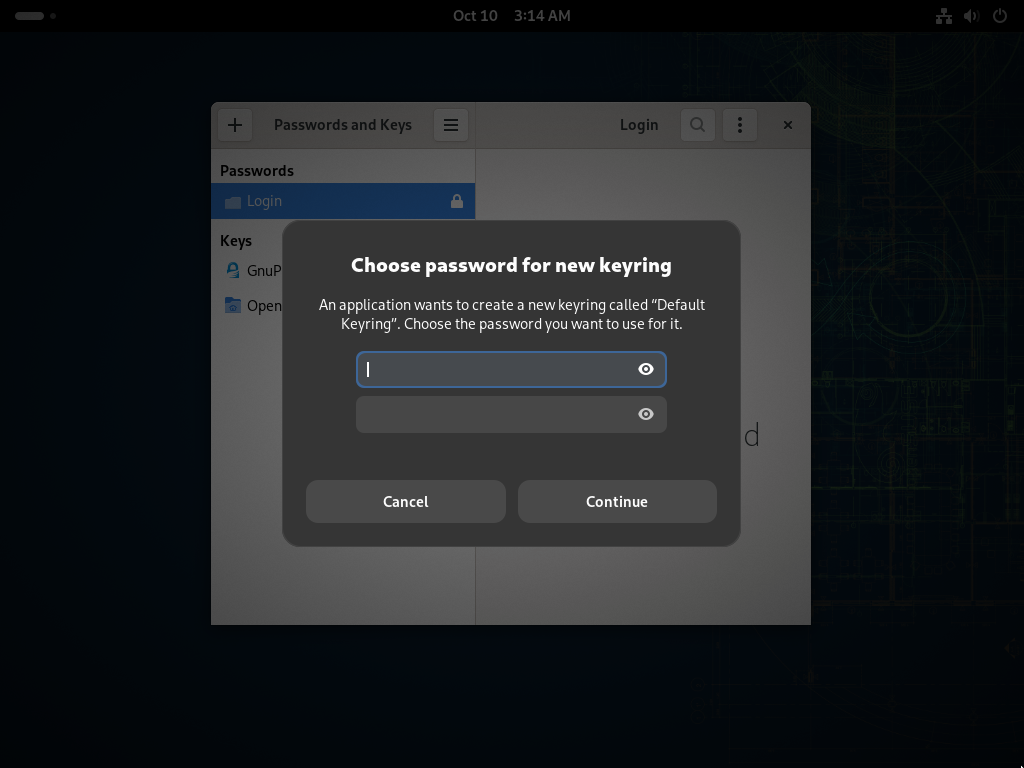 Oct 10 3:14 AM
Passwords and Keys
Login
Passwords
Login
Keys
GnuP
Open
Choose password for new keyring
An application wants to create a new keyring called “Default
Keyring”. Choose the password you want to use for it.
d
Cancel
Continue